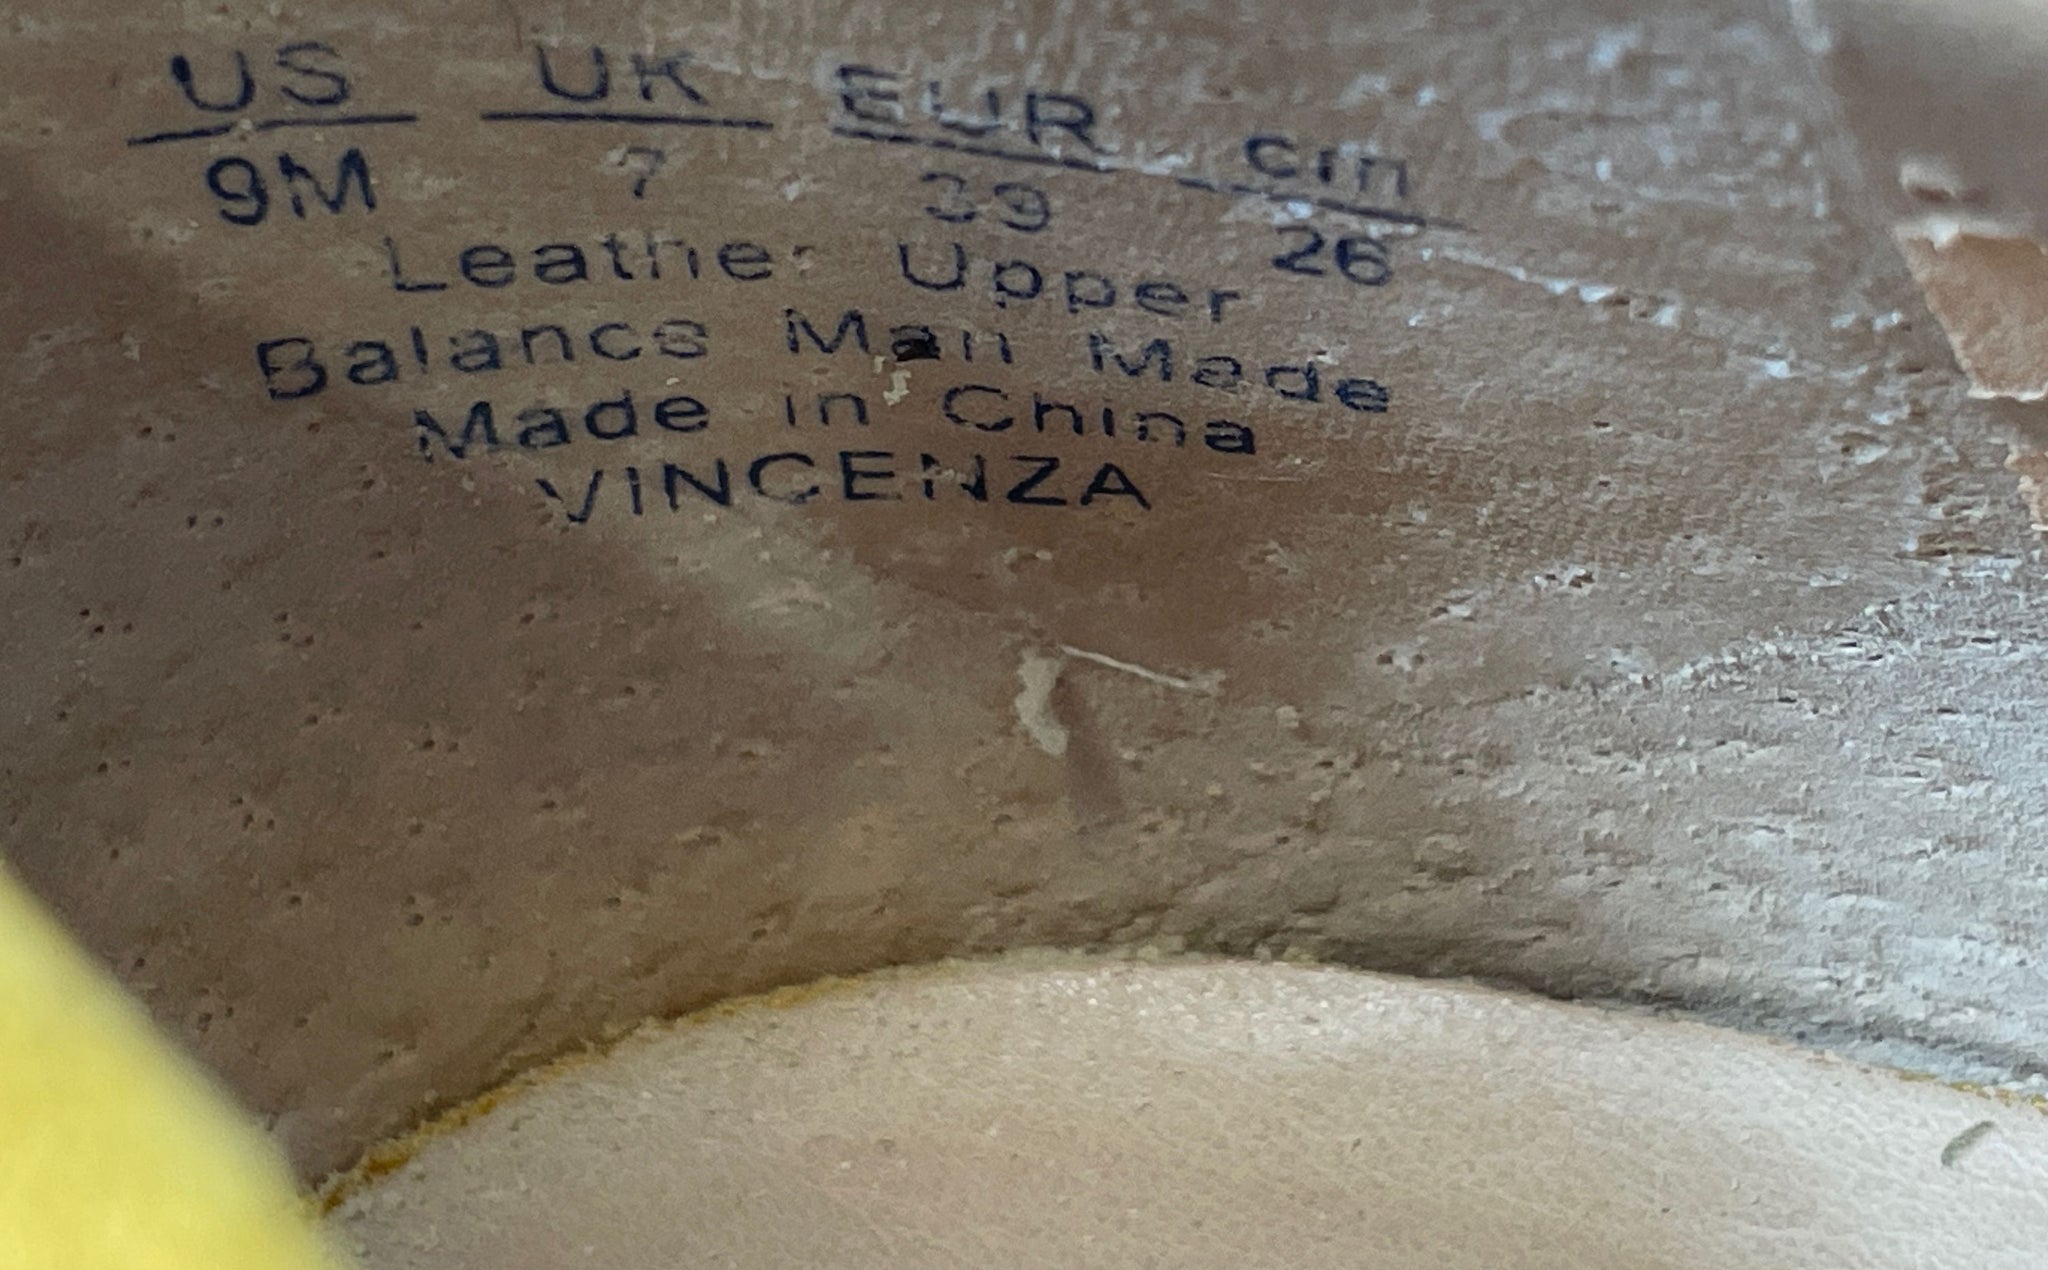 US UK EUR cm
9M 7 39 26
Leather Upper
Balance Man Made
Made in China
VINCENZA